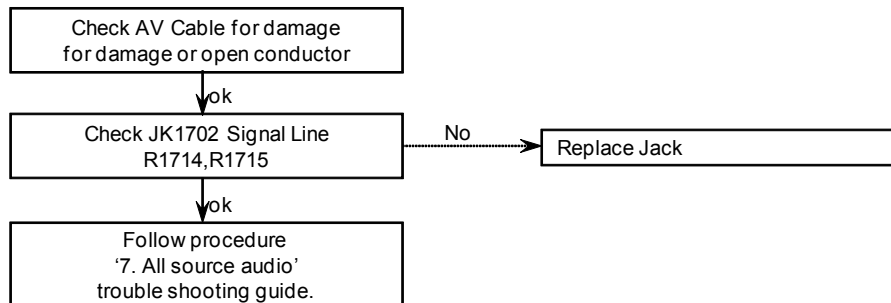 Check AV Cable for damage
for damage or open conductor
ok
Check JK1702 Signal Line
R1714,R1715
No
Replace Jack
ok
Follow procedure
‘7. All source audio’
trouble shooting guide.